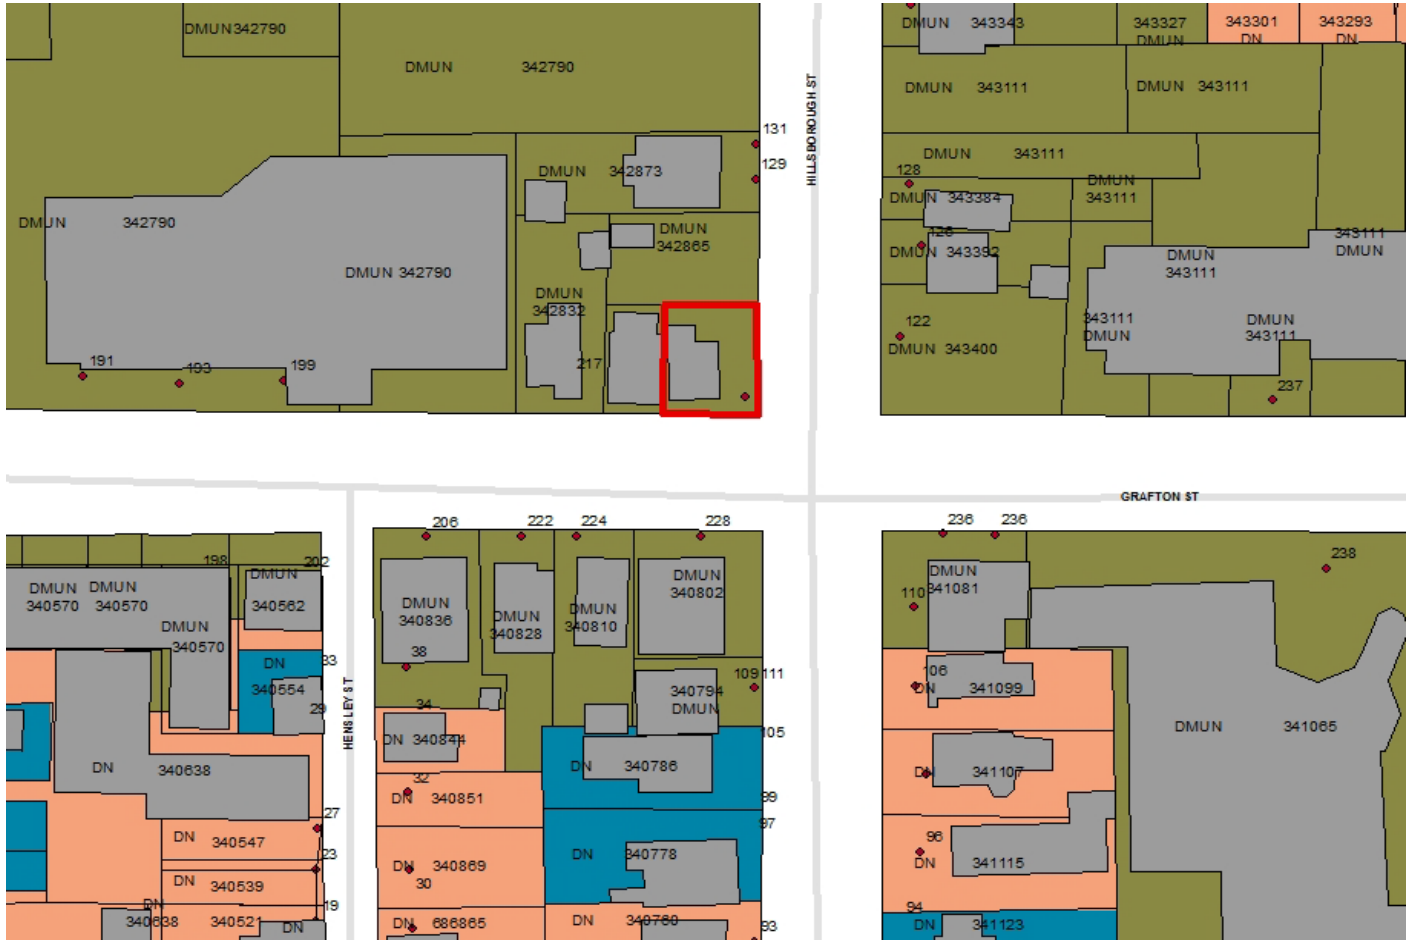 DMUN 342790
DMUN 342790
DMUN 343343
343327
DMUN
343301
DN
343293
DN
DMUN 343111
DMUN 343111
131
129
DMUN 342873
HILLSBOROUGH ST
DMUN 343111
128
DMUN 343384
DMUN
343111
DMUN 342790
DMUN 342790
DMUN
342865
126
DMUN 343392
DMUN
343111
343111
DMUN
DMUN
342832
217
122
DMUN 343400
343111
DMUN
DMUN
343111
191
193
199
237
GRAFTON ST
206
222
224
228
236
236
238
198
202
DMUN
340570
DMUN
340570
DMUN
340570
DMUN
340562
DMUN
340836
DMUN
340828
DMUN
340810
DMUN
340802
110
DMUN
341081
33
DN
340554
29
HENSLEY ST
38
34
DN 340844
109
111
340794
DMUN
106
DN 341099
DMUN 341065
105
DN 340786
DN 340638
32
DN 340851
99
DN 341107
27
DN 340547
97
96
DN 341115
23
DN 340539
DN 340869
30
DN 340778
DN
340638
340521
19
DN
DN 686865
DN 340760
93
94
DN 341123